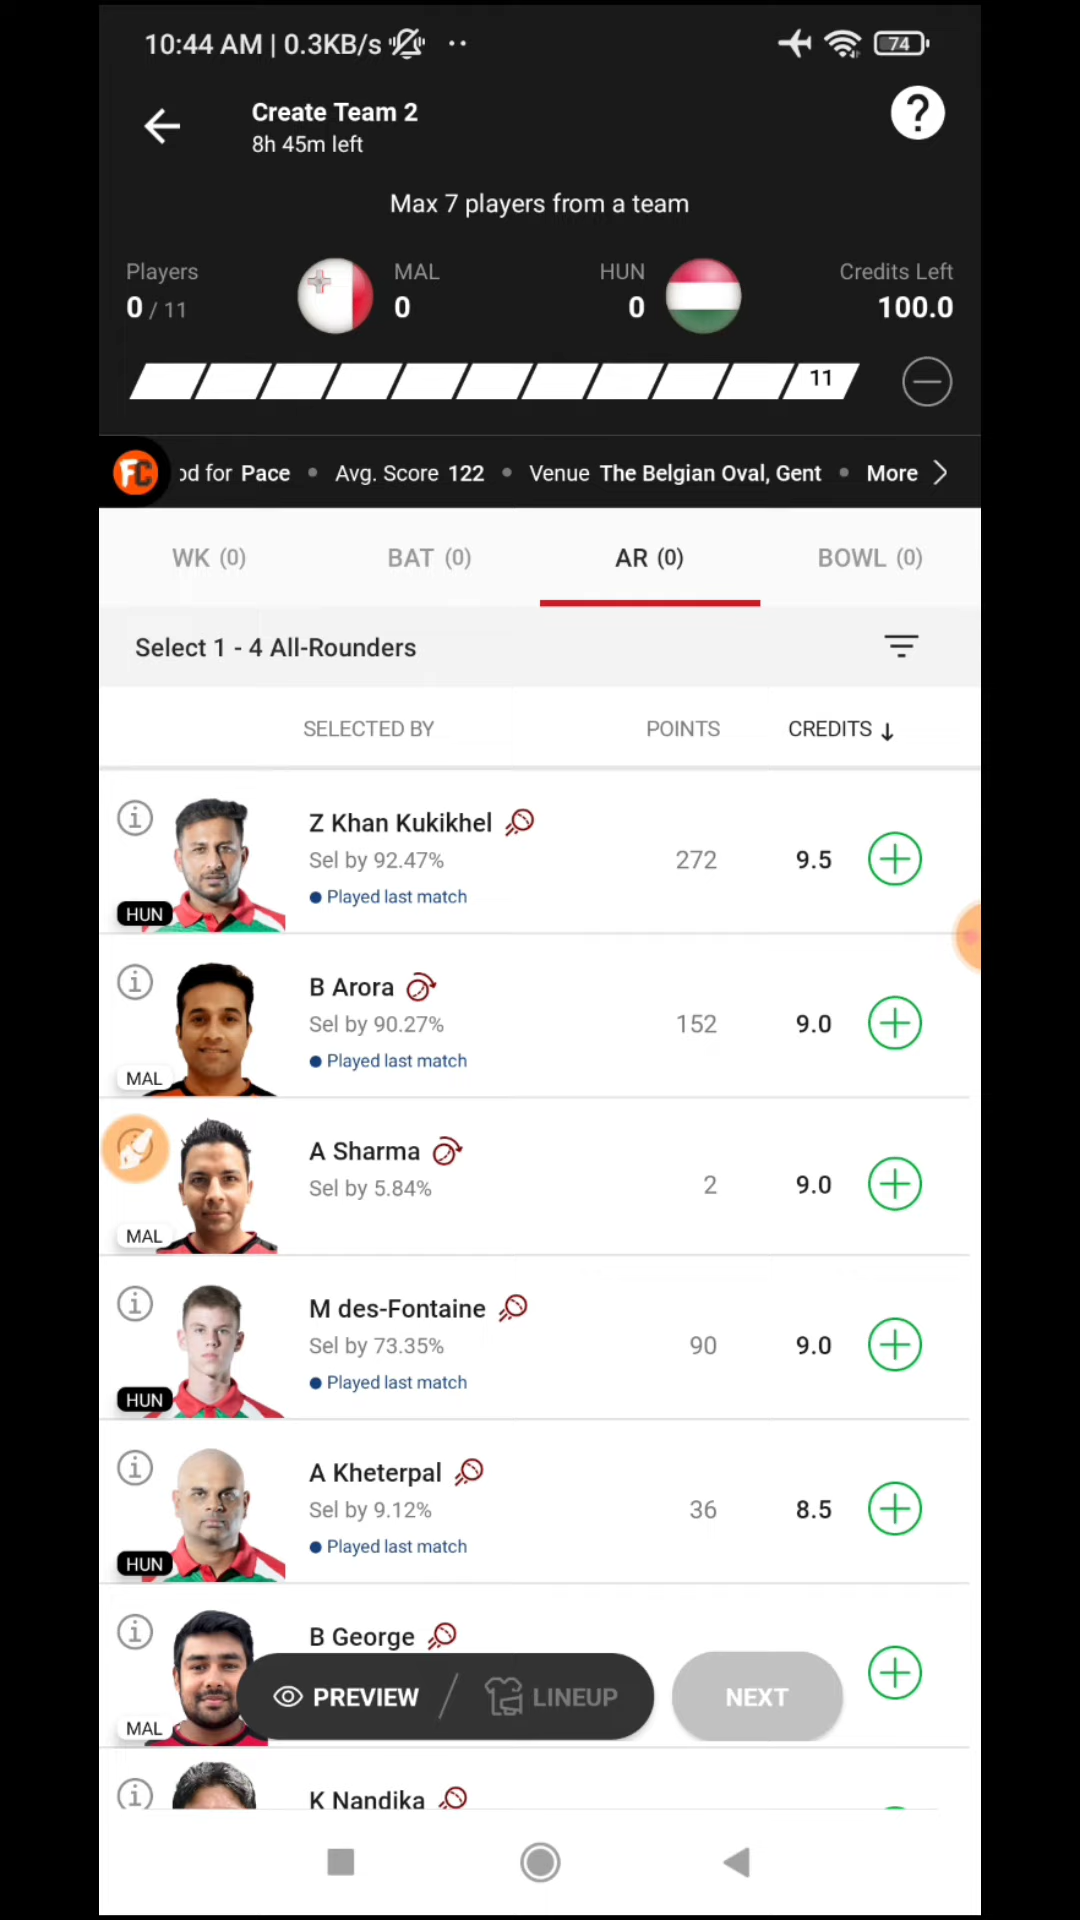 10:44 AM | 0.3KB/s
74
Create Team 2
8h 45m left
?
Max 7 players from a team
Players
0 / 11
MAL
0
HUN
0
Credits Left
100.0
11
FC
od for Pace • Avg. Score 122 • Venue The Belgian Oval, Gent • More
WK (0)
BAT (0)
AR (0)
BOWL (0)
Select 1 - 4 All-Rounders
SELECTED BY
POINTS
CREDITS ↓
Z Khan Kukikhel
Sel by 92.47%
272
9.5
Played last match
HUN
B Arora
Sel by 90.27%
152
9.0
Played last match
MAL
A Sharma
Sel by 5.84%
2
9.0
MAL
M des-Fontaine
Sel by 73.35%
90
9.0
Played last match
HUN
A Kheterpal
Sel by 9.12%
36
8.5
Played last match
HUN
B George
MAL
PREVIEW / LINEUP
NEXT
K Nandika